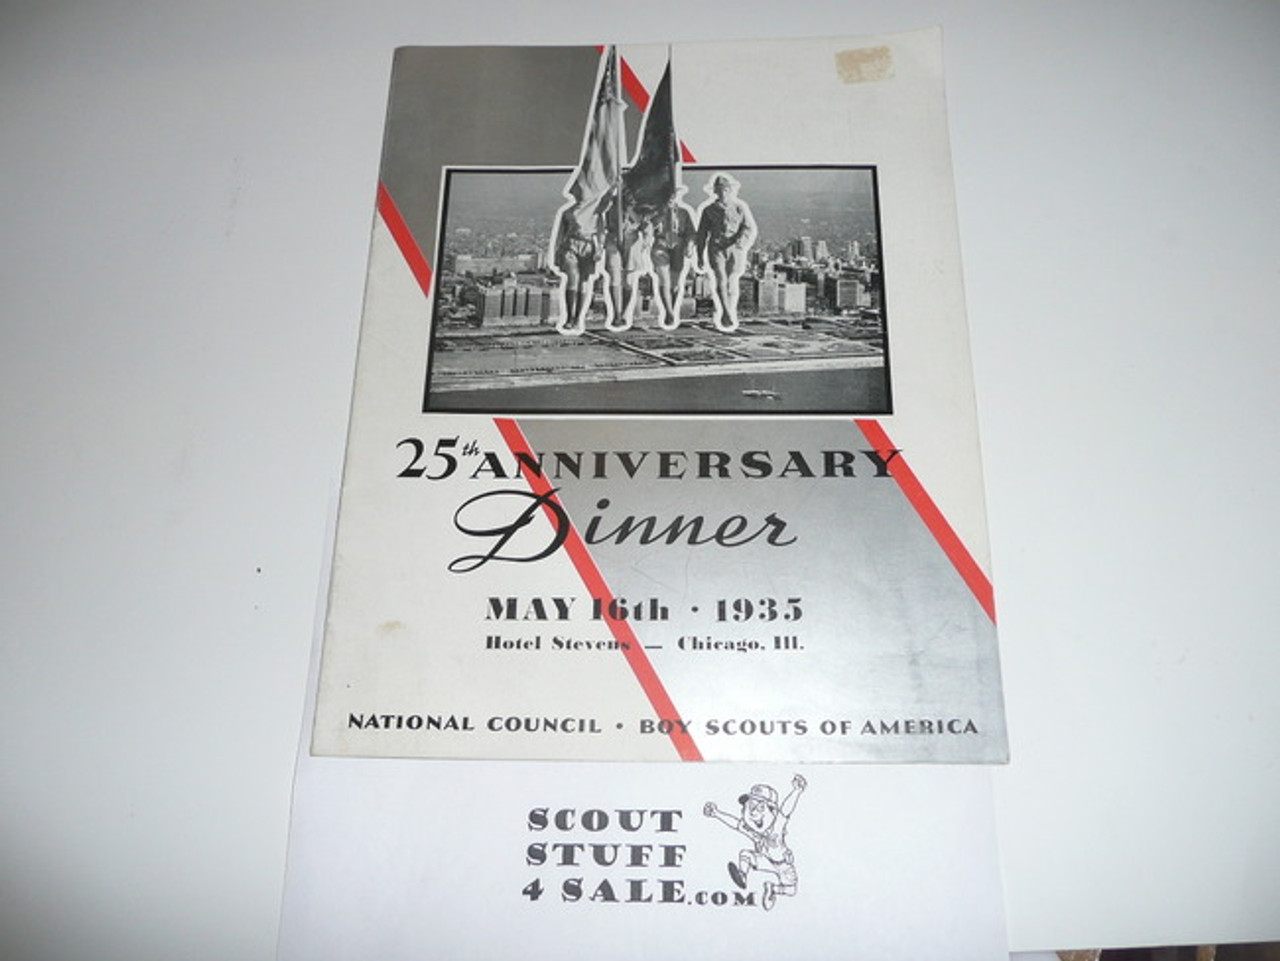 25th ANNIVERSARY
Dinner
MAY 16th · 1935
Hotel Stevens — Chicago, Ill.
NATIONAL COUNCIL • BOY SCOUTS OF AMERICA
SCOUT
STUFF
4 SALE.COM